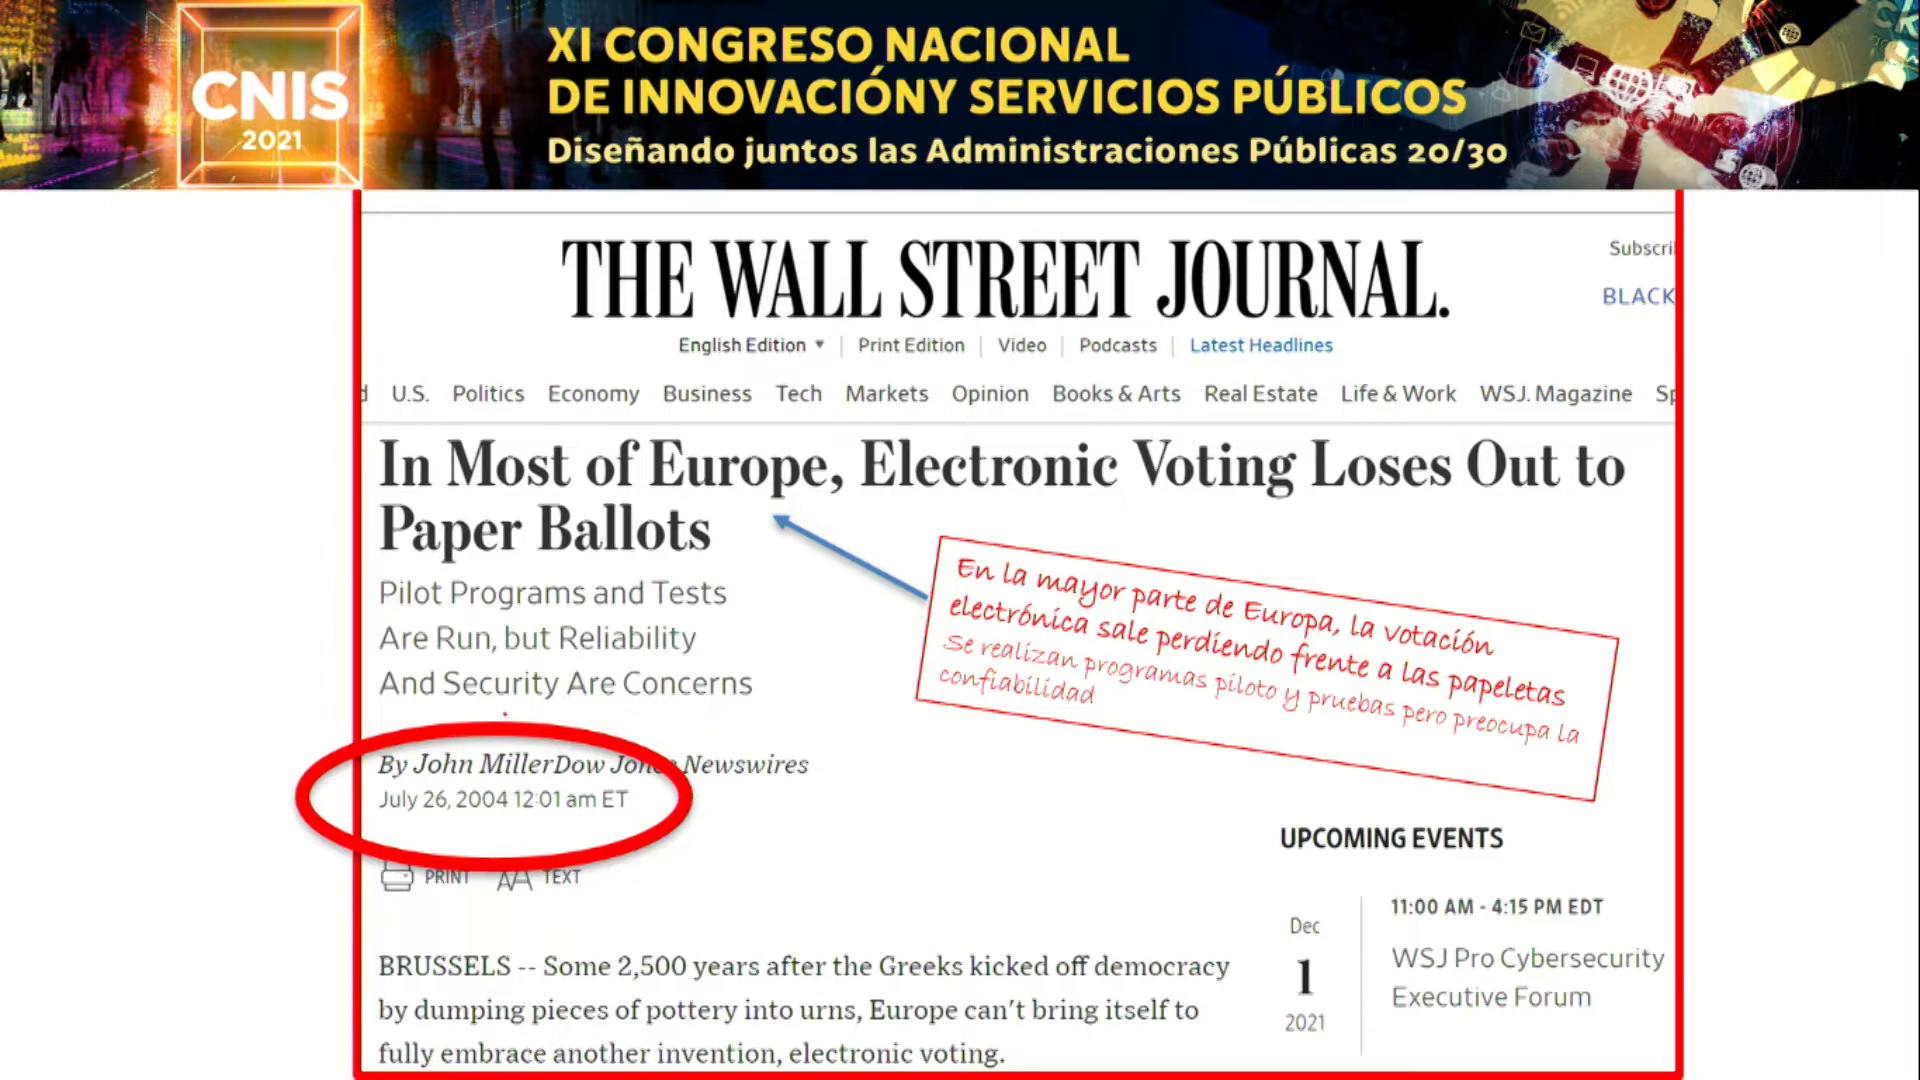 CNIS
2021
XI CONGRESO NACIONAL
DE INNOVACIÓNY SERVICIOS PÚBLICOS
Diseñando juntos las Administraciones Públicas 20/30
THE WALL STREET JOURNAL.
Subscri
BLACK
English Edition Print Edition Video Podcasts Latest Headlines
d U.S. Politics Economy Business Tech Markets Opinion Books & Arts Real Estate Life & Work WSJ. Magazine Sp
In Most of Europe, Electronic Voting Loses Out to
Paper Ballots
Pilot Programs and Tests
Are Run, but Reliability
And Security Are Concerns
En la mayor parte de Europa, la votación
electrónica sale perdiendo frente a las papeletas
Se realizan programas piloto y pruebas pero preocupa la
confiabilidad
By John MillerDow Jones Newswires
July 26, 2004 12:01 am ET
PRINT AA TEXT
BRUSSELS -- Some 2,500 years after the Greeks kicked off democracy
by dumping pieces of pottery into urns, Europe can't bring itself to
fully embrace another invention, electronic voting.
UPCOMING EVENTS
Dec
1
2021
11:00 AM - 4:15 PM EDT
WSJ Pro Cybersecurity
Executive Forum